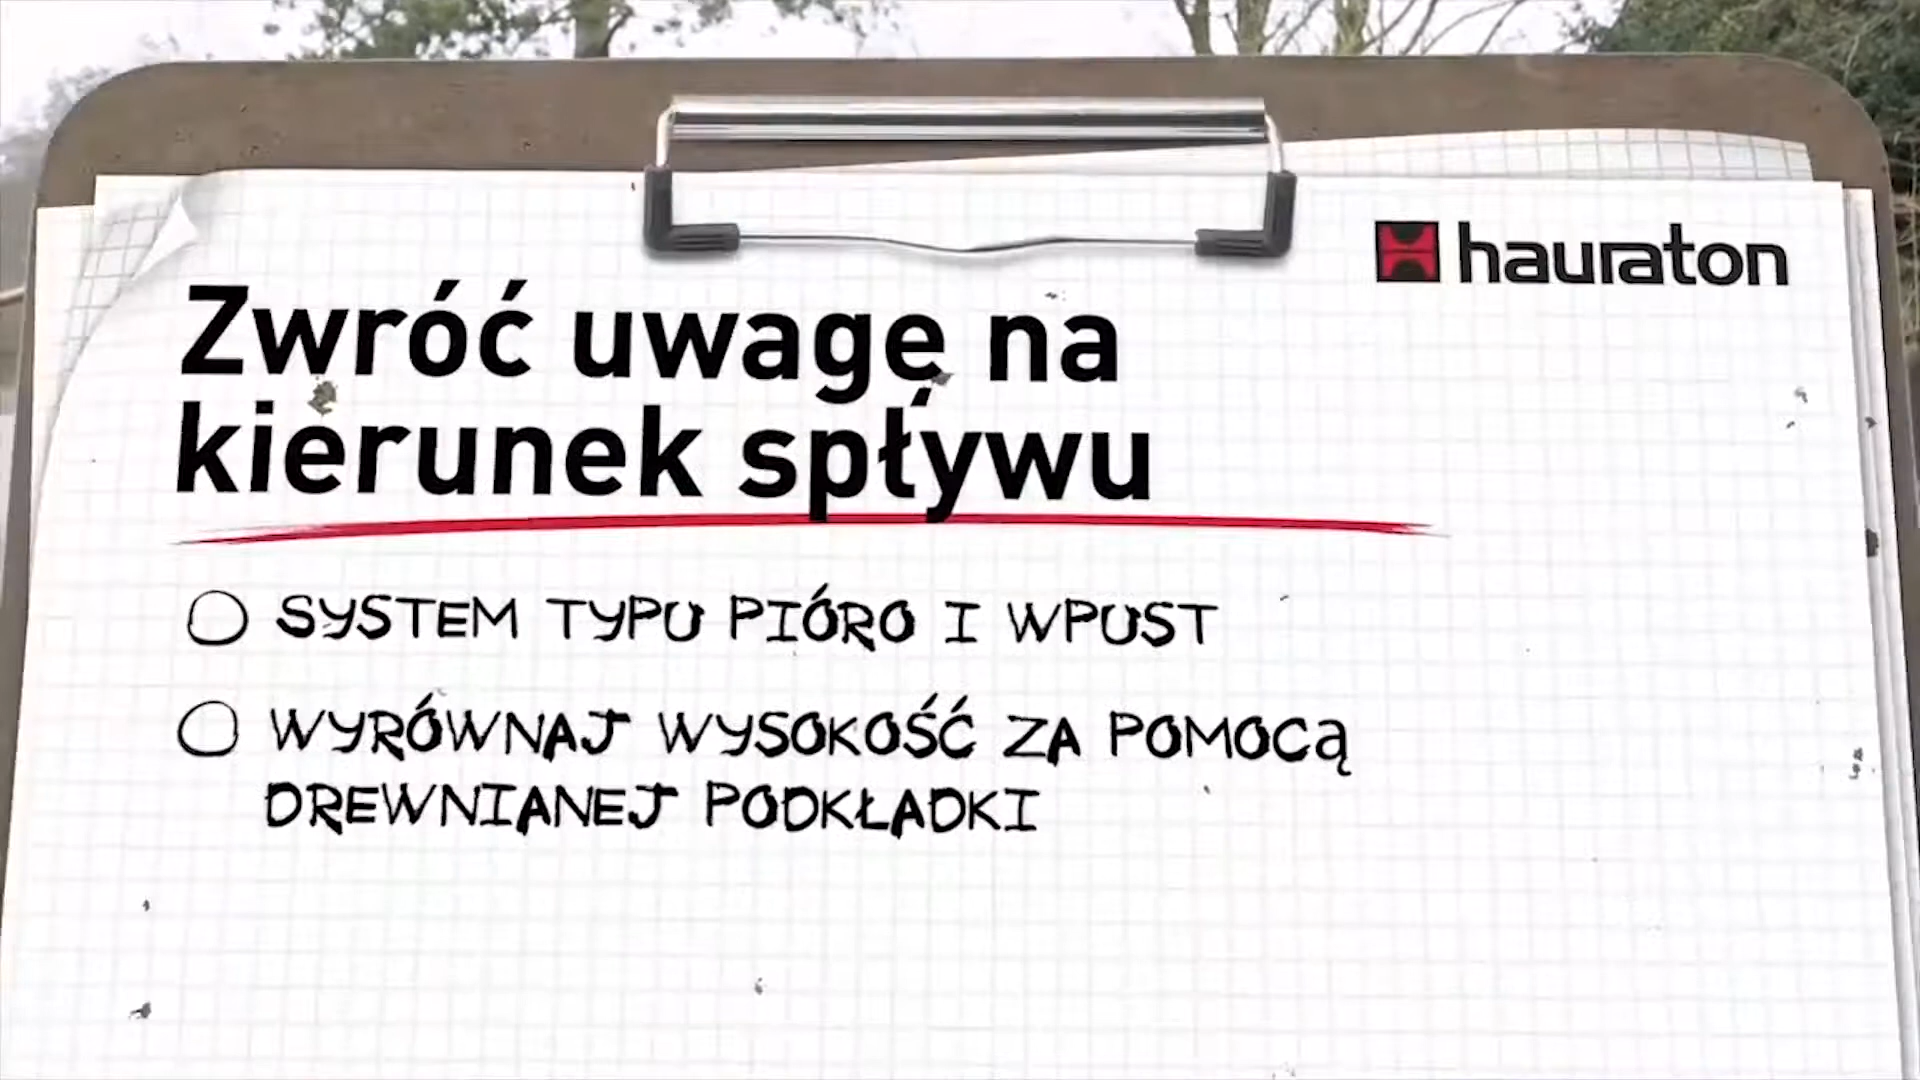 hauraton
Zwróć uwagę na
kierunek spływu
SYSTEM TYPU PIÓRO I WPUST
WYRÓWNAJ WYSOKOŚĆ ZA POMOCĄ
DREWNIANEJ PODKŁADKI